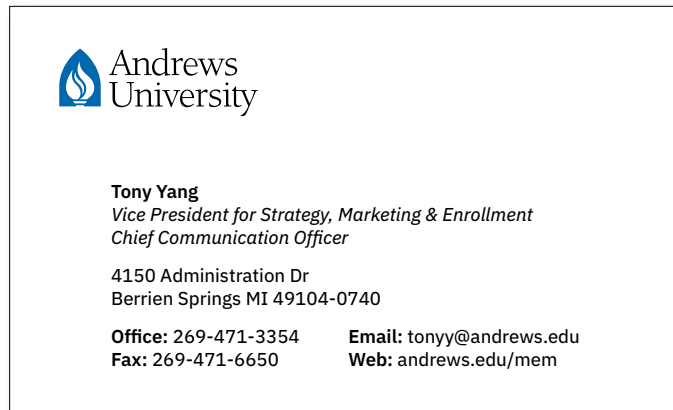 Andrews
University
Tony Yang
Vice President for Strategy, Marketing & Enrollment
Chief Communication Officer
4150 Administration Dr
Berrien Springs MI 49104-0740
Office: 269-471-3354 Email: tonyy@andrews.edu
Fax: 269-471-6650 Web: andrews.edu/mem